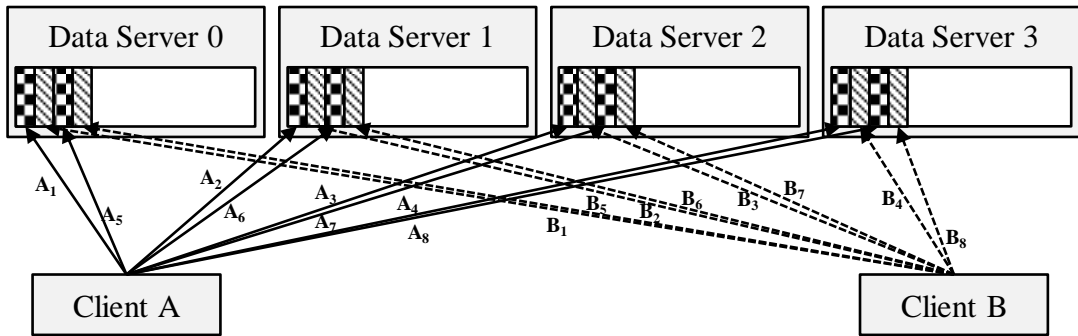 Data Server 0
Data Server 1
Data Server 2
Data Server 3
A1
A5
A2
A6
A3
A7
A4
A8
B1
B5
B2
B6
B3
B7
B4
B8
Client A
Client B